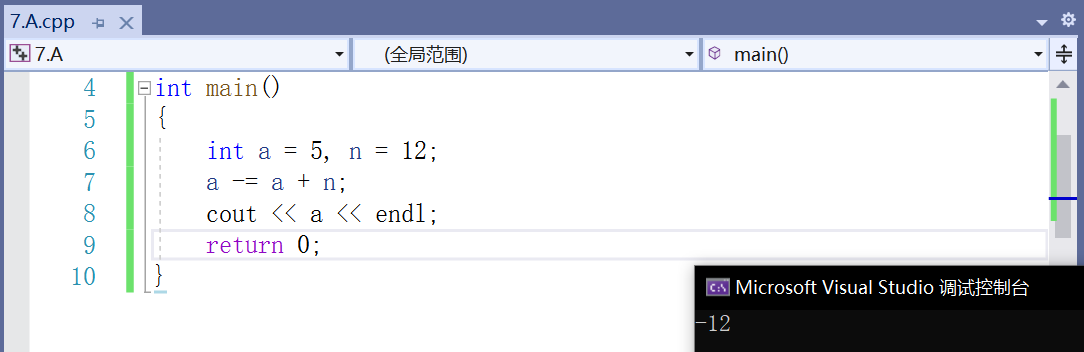 7.A.cpp
7.A (全局范围) main()
4 int main()
5 {
6 int a = 5, n = 12;
7 a -= a + n;
8 cout << a << endl;
9 return 0;
10 }
C:\ Microsoft Visual Studio 调试控制台
-12